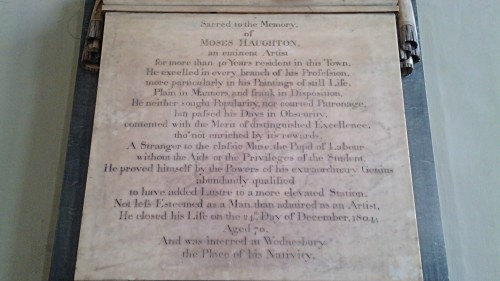 Sacred to the Memory,
of
MOSES HAUGHTON,
an eminent Artist
for more than 40 Years resident in this Town.
He excelled in every branch of his Profession,
more particularly in his Paintings of still Life.
Plain in Manners, and frank in Disposition,
He neither sought Popularity, nor courted Patronage,
but passed his Days in Obscurity,
contented with the Merit of distinguished Excellence,
tho' not enriched by its rewards.
A Stranger to the classic Muse, the Pupil of Labour
without the Aids or the Privileges of the Student,
He proved himself by the Powers of his extraordinary Genius
abundantly qualified
to have added Lustre to a more elevated Station,
Not less Esteemed as a Man, than admired as an Artist,
He closed his Life on the 24th Day of December, 1804;
Aged 70.
And was interred at Wednesbury,
the Place of his Nativity.